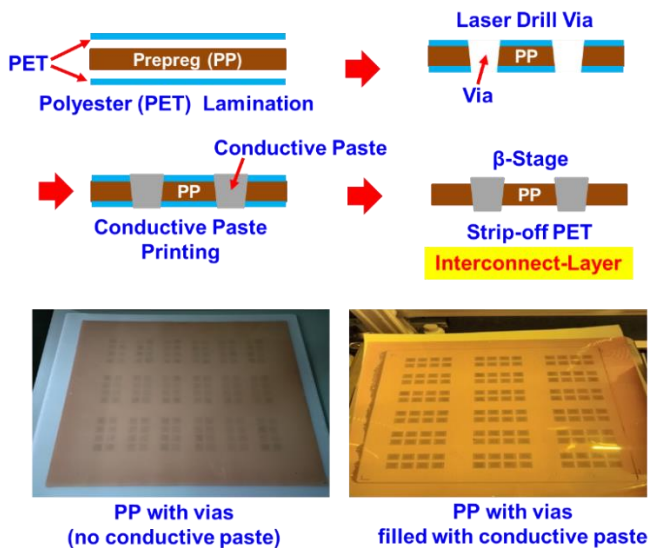 Laser Drill Via
PET
Prepreg (PP)
PP
Polyester (PET) Lamination
Via
Conductive Paste
β-Stage
PP
PP
Conductive Paste
Printing
Strip-off PET
Interconnect-Layer
PP with vias
(no conductive paste)
PP with vias
filled with conductive paste